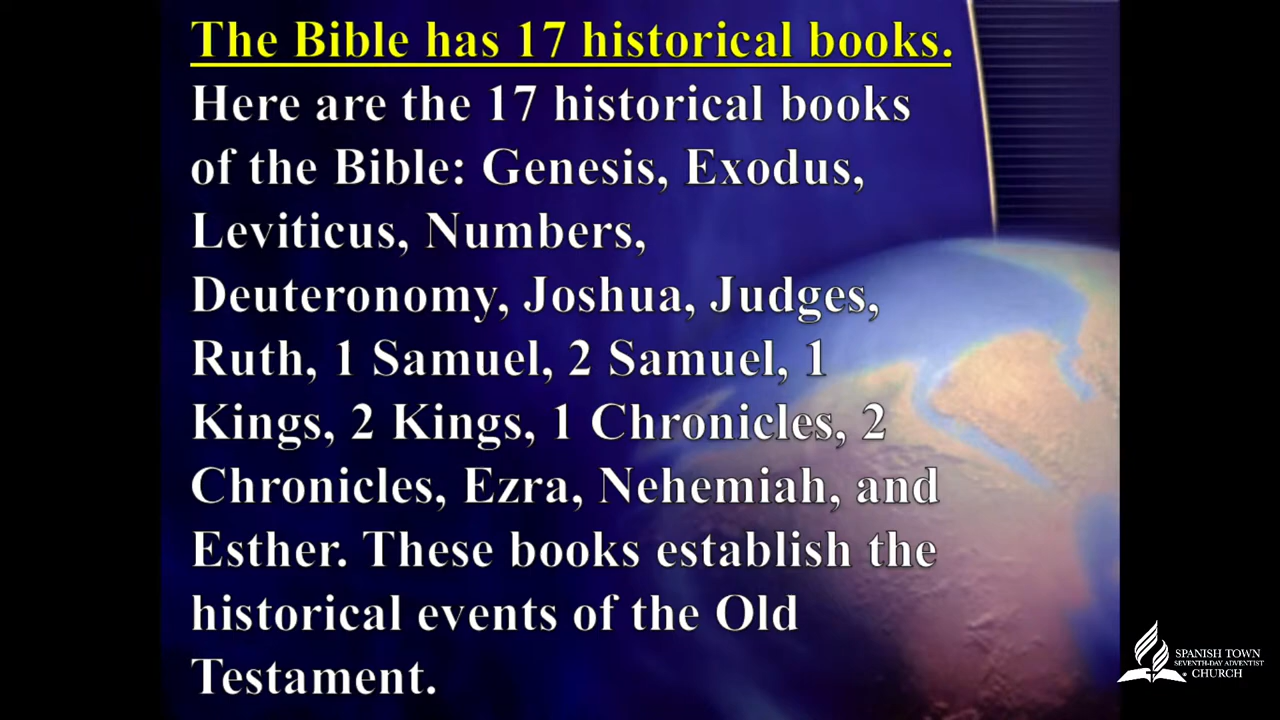 The Bible has 17 historical books.
Here are the 17 historical books
of the Bible: Genesis, Exodus,
Leviticus, Numbers,
Deuteronomy, Joshua, Judges,
Ruth, 1 Samuel, 2 Samuel, 1
Kings, 2 Kings, 1 Chronicles, 2
Chronicles, Ezra, Nehemiah, and
Esther. These books establish the
historical events of the Old
Testament.
SPANISH TOWN
SEVENTH-DAY ADVENTIST
CHURCH